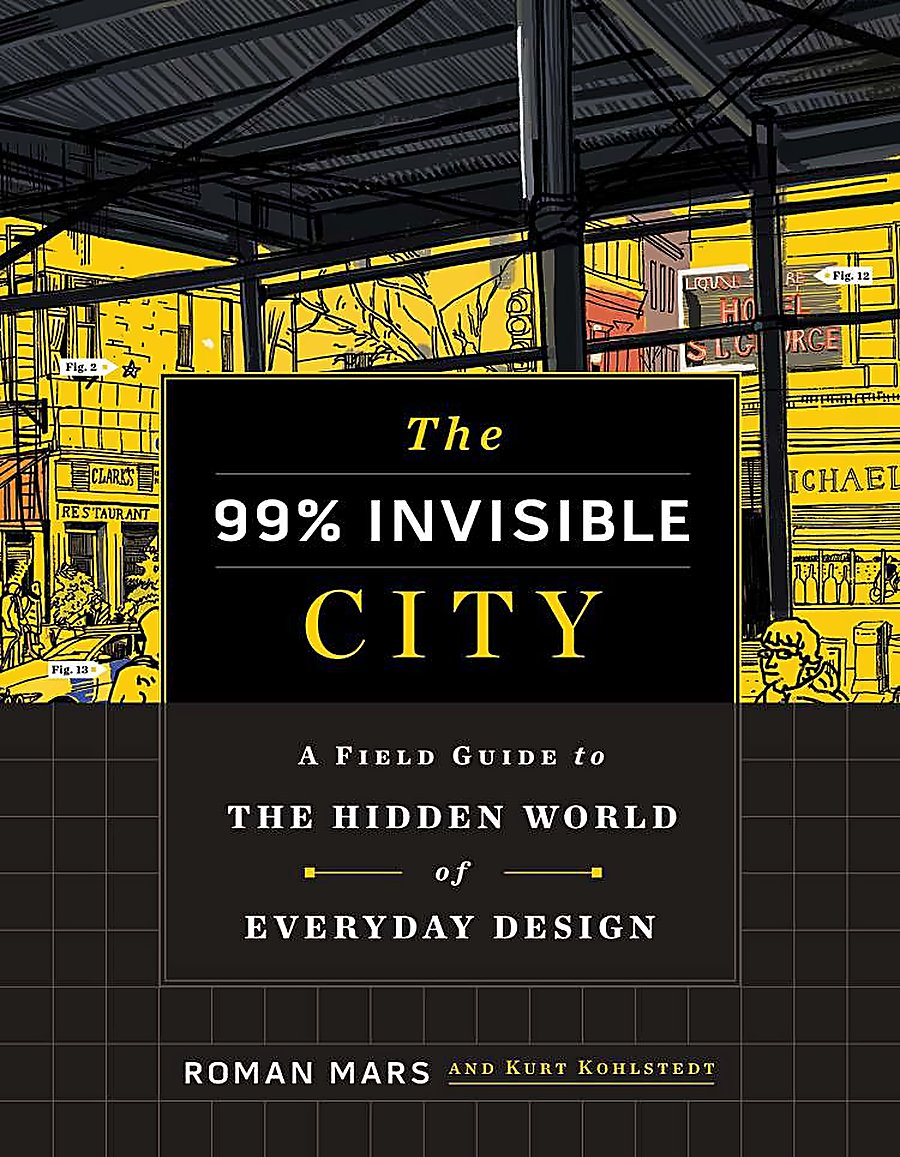 Fig. 12
HOTEL
Fig. 2
CLARK'S
RESTAURANT
ICHAEL
Fig. 13
The
99% INVISIBLE
CITY
A FIELD GUIDE to
THE HIDDEN WORLD
of
EVERYDAY DESIGN
ROMAN MARS AND KURT KOHLSTEDT